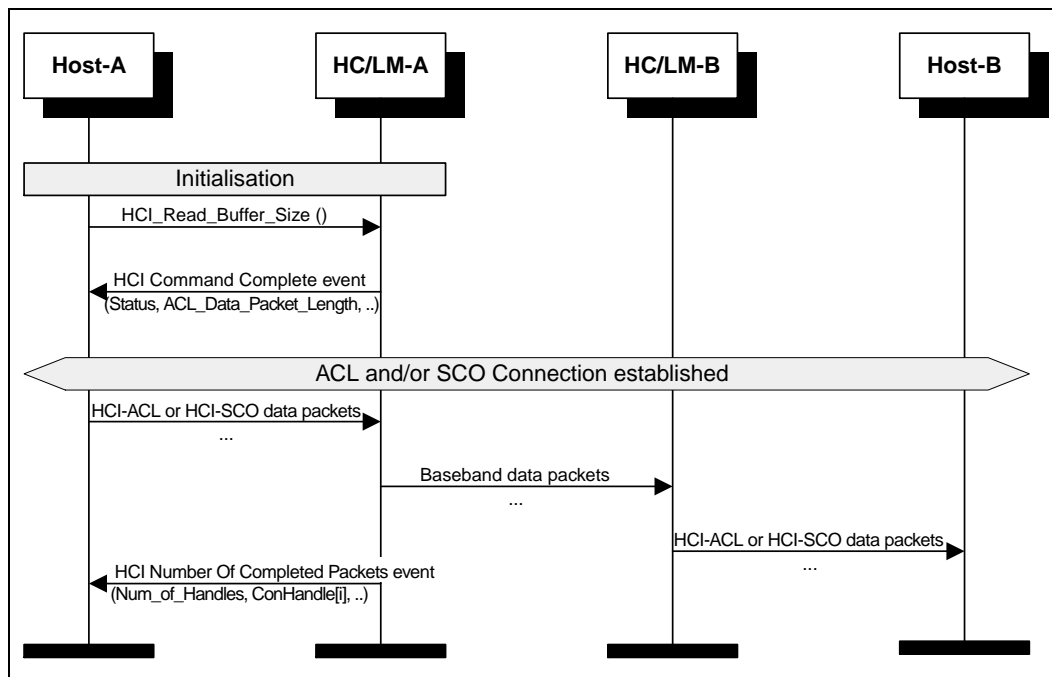 Host-A HC/LM-A HC/LM-B Host-B
Initialisation
HCI_Read_Buffer_Size ()
HCI Command Complete event
(Status, ACL_Data_Packet_Length, ..)
ACL and/or SCO Connection established
HCI-ACL or HCI-SCO data packets
...
Baseband data packets
...
HCI-ACL or HCI-SCO data packets
...
HCI Number Of Completed Packets event
(Num_of_Handles, ConHandle[i], ..)